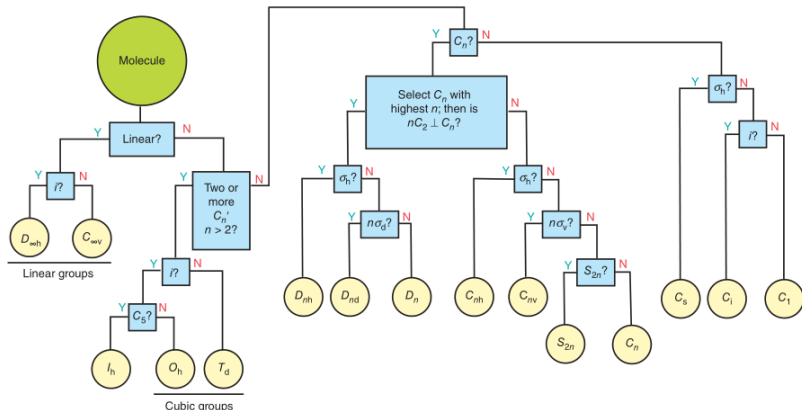 Molecule
Y Linear? N
Y i? N
D∞h C∞v
Linear groups
Y Two or more Cn, n > 2? N
Y i? N
Y C5? N
Ih Oh Td
Cubic groups
Y Cn? N
Y Select Cn with highest n; then is nC2 ⊥ Cn? N
Y σh? N
Y nσd? N
Dnh Dnd Dn
Y σh? N
Y nσv? N
Y S2n? N
Cnh Cnv
S2n Cn
Y σh? N
Y i? N
Cs Ci C1